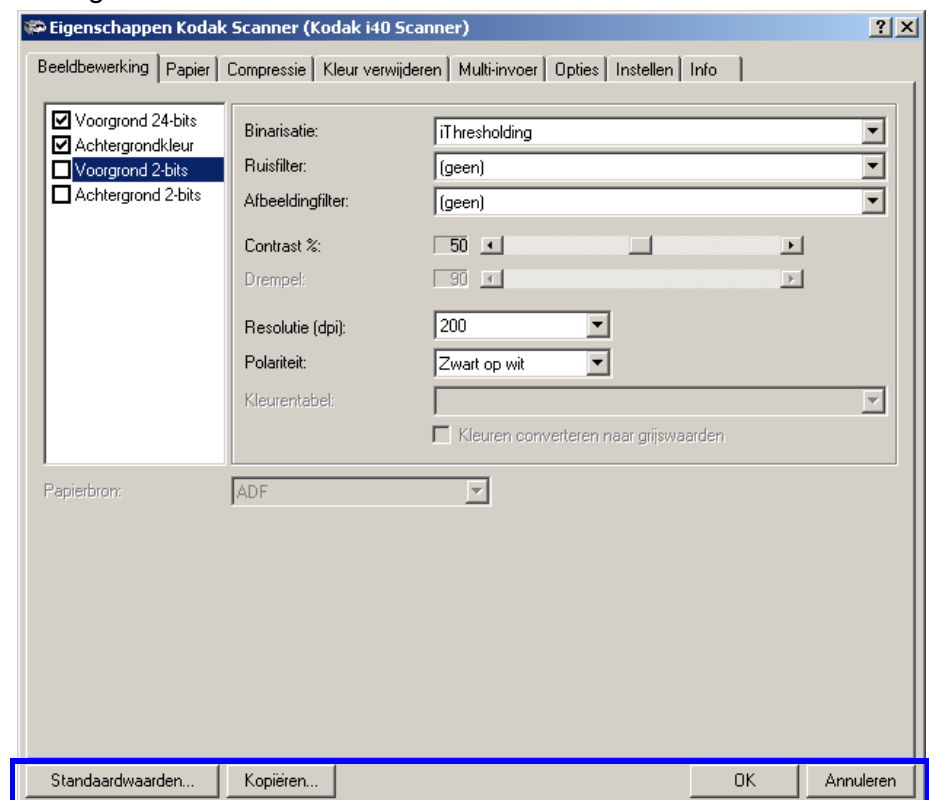 Eigenschappen Kodak Scanner (Kodak i40 Scanner)
Beeldbewerking Papier Compressie Kleur verwijderen Multi-invoer Opties Instellen Info
Voorgrond 24-bits
Achtergrondkleur
Voorgrond 2-bits
Achtergrond 2-bits
Binarisatie: iThresholding
Ruisfilter: (geen)
Afbeeldingfilter: (geen)
Contrast %: 50
Drempel: 90
Resolutie (dpi): 200
Polariteit: Zwart op wit
Kleurentabel:
Kleuren converteren naar grijswaarden
Papierbron: ADF
Standaardwaarden... Kopiëren... OK Annuleren